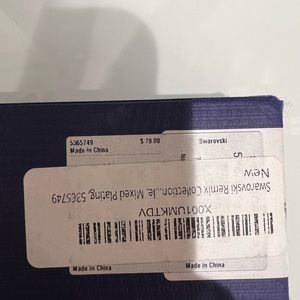 5365749 $ 79.00 Swarovski
Made in China
Swarovski Remix Collection...le, Mixed Plating, 5365749
New
X001UMKTDV
Made in China
Made in China